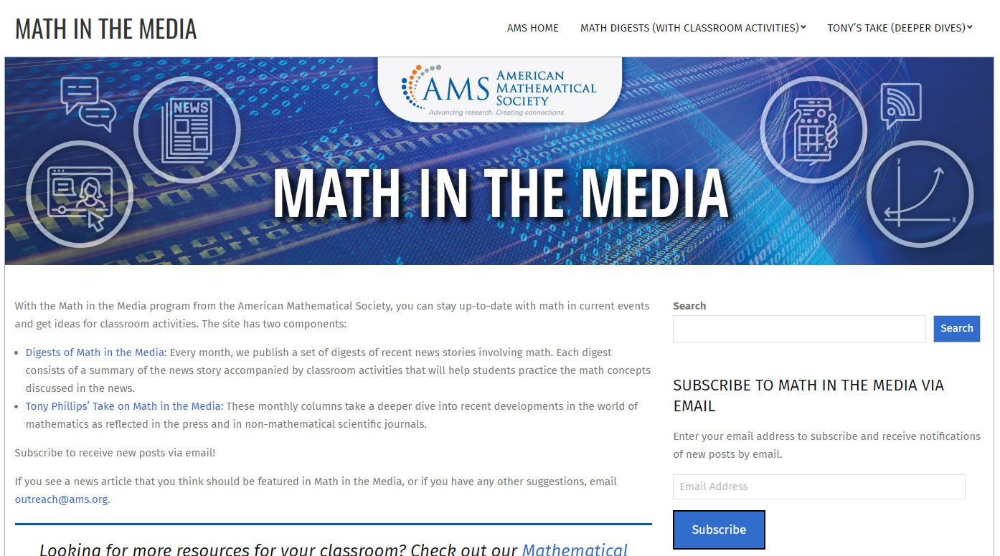 MATH IN THE MEDIA
AMS HOME
MATH DIGESTS (WITH CLASSROOM ACTIVITIES)
TONY'S TAKE (DEEPER DIVES)
AMS
AMERICAN
MATHEMATICAL
SOCIETY
Advancing research. Creating connections.
NEWS
MATH IN THE MEDIA
y
x
With the Math in the Media program from the American Mathematical Society, you can stay up-to-date with math in current events
and get ideas for classroom activities. The site has two components:
Digests of Math in the Media: Every month, we publish a set of digests of recent news stories involving math. Each digest
consists of a summary of the news story accompanied by classroom activities that will help students practice the math concepts
discussed in the news.
Tony Phillips' Take on Math in the Media: These monthly columns take a deeper dive into recent developments in the world of
mathematics as reflected in the press and in non-mathematical scientific journals.
Subscribe to receive new posts via email!
If you see a news article that you think should be featured in Math in the Media, or if you have any other suggestions, email
outreach@ams.org.
Looking for more resources for your classroom? Check out our Mathematical
Search
Search
SUBSCRIBE TO MATH IN THE MEDIA VIA
EMAIL
Enter your email address to subscribe and receive notifications
of new posts by email.
Email Address
Subscribe